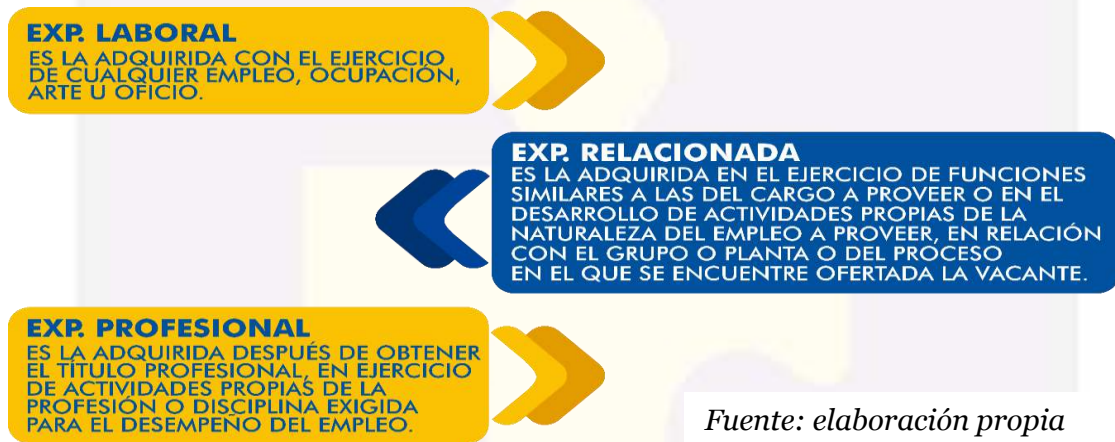 EXP. LABORAL
ES LA ADQUIRIDA CON EL EJERCICIO
DE CUALQUIER EMPLEO, OCUPACIÓN,
ARTE U OFICIO.
EXP. RELACIONADA
ES LA ADQUIRIDA EN EL EJERCICIO DE FUNCIONES
SIMILARES A LAS DEL CARGO A PROVEER O EN EL
DESARROLLO DE ACTIVIDADES PROPIAS DE LA
NATURALEZA DEL EMPLEO A PROVEER, EN RELACIÓN
CON EL GRUPO O PLANTA O DEL PROCESO
EN EL QUE SE ENCUENTRE OFERTADA LA VACANTE.
EXP. PROFESIONAL
ES LA ADQUIRIDA DESPUÉS DE OBTENER
EL TÍTULO PROFESIONAL, EN EJERCICIO
DE ACTIVIDADES PROPIAS DE LA
PROFESIÓN O DISCIPLINA EXIGIDA
PARA EL DESEMPEÑO DEL EMPLEO.
Fuente: elaboración propia